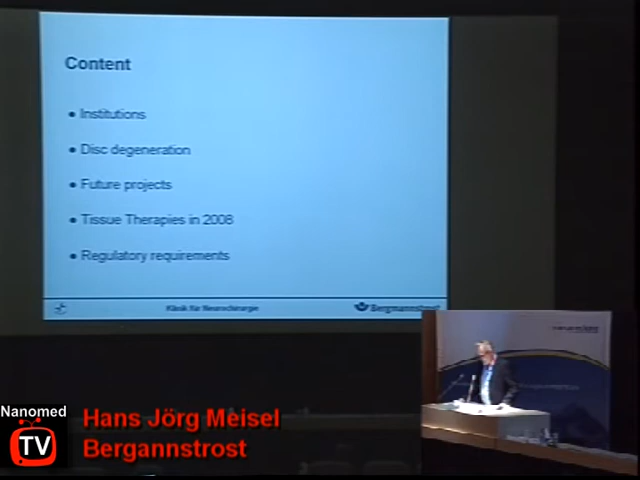 Content
● Institutions
● Disc degeneration
● Future projects
● Tissue Therapies in 2008
● Regulatory requirements
Klinik für Neurochirurgie
Bergmannstrost
Nanomed
TV
Hans Jörg Meisel
Bergannstrost